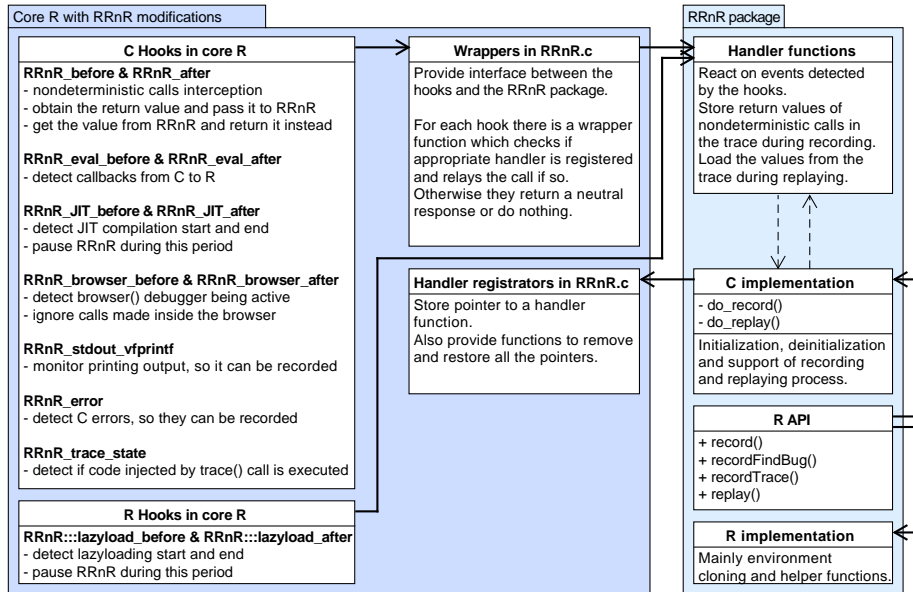 Core R with RRnR modifications
C Hooks in core R
RRnR_before & RRnR_after
- nondeterministic calls interception
- obtain the return value and pass it to RRnR
- get the value from RRnR and return it instead
RRnR_eval_before & RRnR_eval_after
- detect callbacks from C to R
RRnR_JIT_before & RRnR_JIT_after
- detect JIT compilation start and end
- pause RRnR during this period
RRnR_browser_before & RRnR_browser_after
- detect browser() debugger being active
- ignore calls made inside the browser
RRnR_stdout_vfprintf
- monitor printing output, so it can be recorded
RRnR_error
- detect C errors, so they can be recorded
RRnR_trace_state
- detect if code injected by trace() call is executed
R Hooks in core R
RRnR:::lazyload_before & RRnR:::lazyload_after
- detect lazyloading start and end
- pause RRnR during this period
Wrappers in RRnR.c
Provide interface between the
hooks and the RRnR package.
For each hook there is a wrapper
function which checks if
appropriate handler is registered
and relays the call if so.
Otherwise they return a neutral
response or do nothing.
Handler registrators in RRnR.c
Store pointer to a handler
function.
Also provide functions to remove
and restore all the pointers.
RRnR package
Handler functions
React on events detected
by the hooks.
Store return values of
nondeterministic calls in
the trace during recording.
Load the values from the
trace during replaying.
C implementation
- do_record()
- do_replay()
Initialization, deinitialization
and support of recording
and replaying process.
R API
+ record()
+ recordFindBug()
+ recordTrace()
+ replay()
R implementation
Mainly environment
cloning and helper functions.